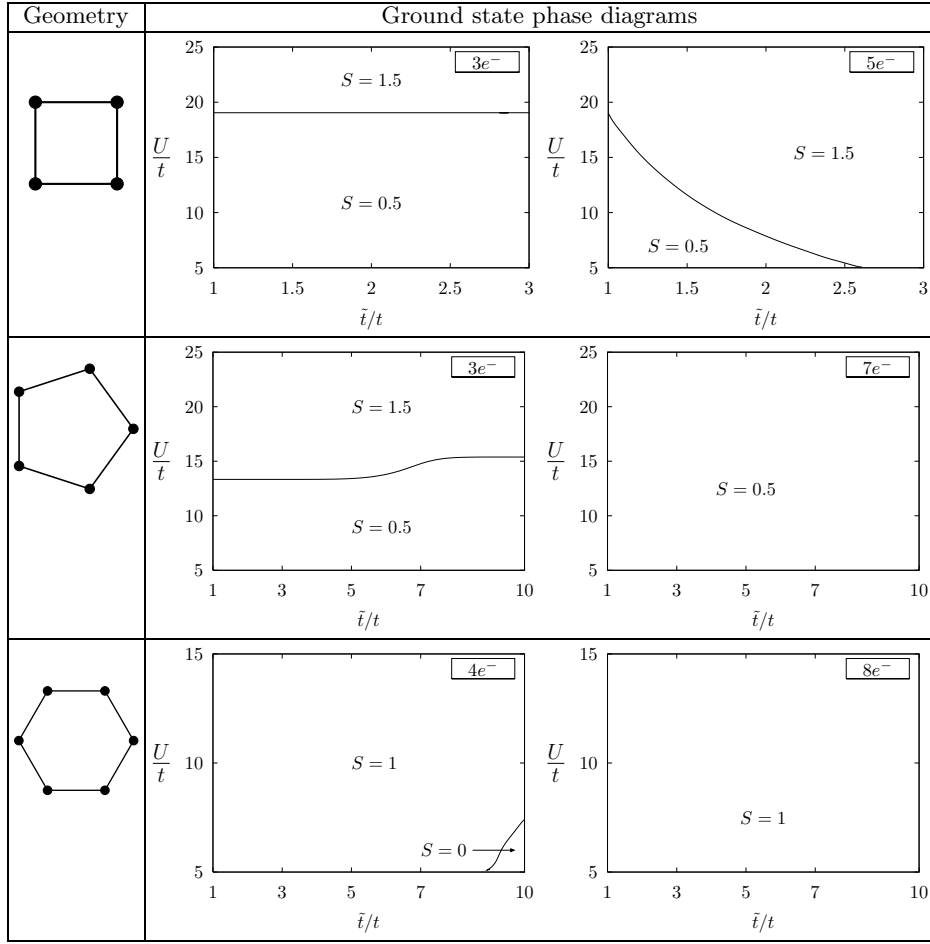 Geometry Ground state phase diagrams
3e⁻
25
20
15
10
5
U/t
S = 1.5
S = 0.5
1 1.5 2 2.5 3
t̃/t
5e⁻
25
20
15
10
5
U/t
S = 1.5
S = 0.5
1 1.5 2 2.5 3
t̃/t
3e⁻
25
20
15
10
5
U/t
S = 1.5
S = 0.5
1 3 5 7 10
t̃/t
7e⁻
25
20
15
10
5
U/t
S = 0.5
1 3 5 7 10
t̃/t
4e⁻
15
10
5
U/t
S = 1
S = 0
1 3 5 7 10
t̃/t
8e⁻
15
10
5
U/t
S = 1
1 3 5 7 10
t̃/t